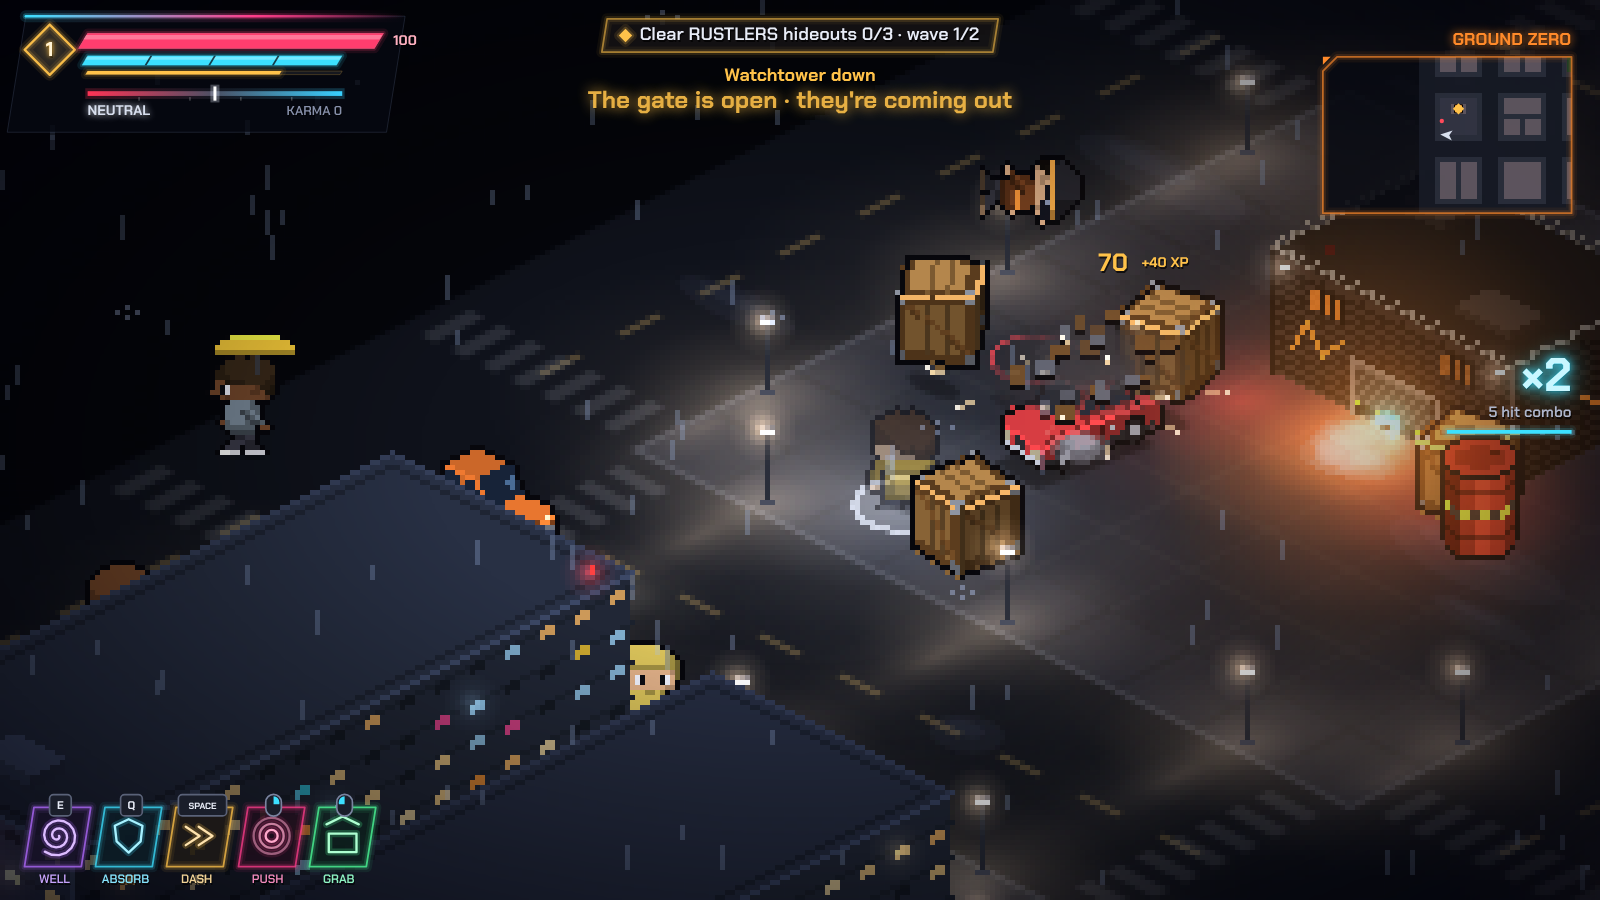 1
100
NEUTRAL
KARMA 0
Clear RUSTLERS hideouts 0/3 · wave 1/2
Watchtower down
The gate is open · they're coming out
GROUND ZERO
70 +40 XP
×2
5 hit combo
E
Q
SPACE
WELL
ABSORB
DASH
PUSH
GRAB